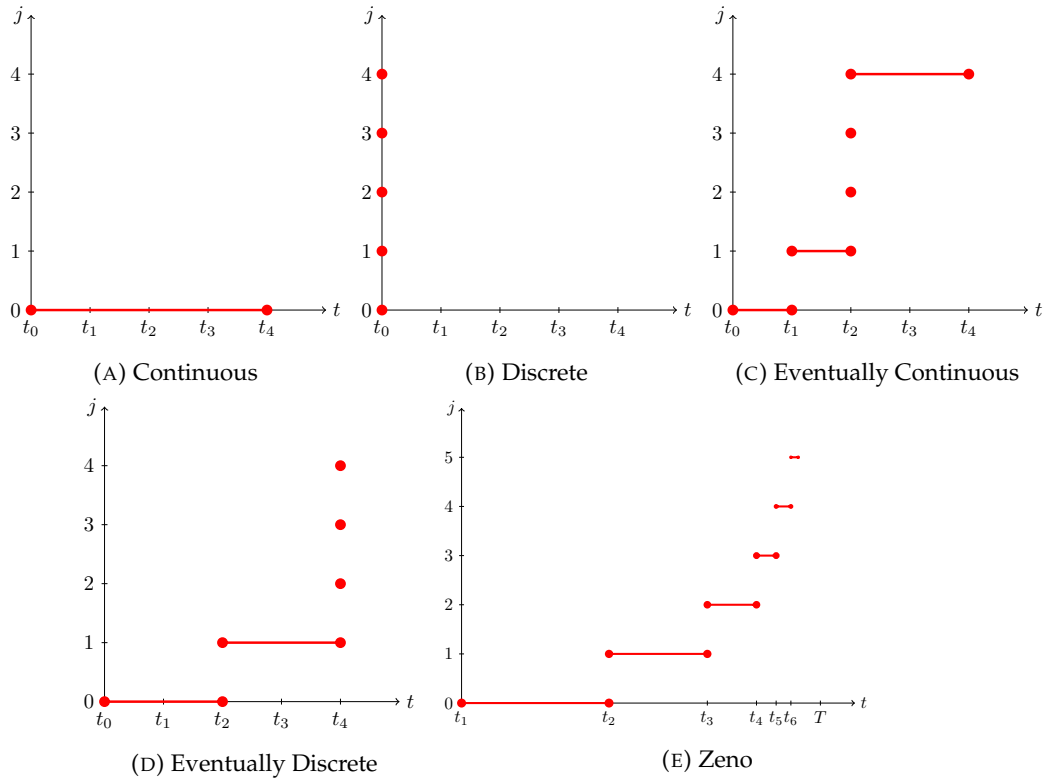 j
4
3
2
1
0
t₀ t₁ t₂ t₃ t₄ t
(A) Continuous
j
4
3
2
1
0
t₀ t₁ t₂ t₃ t₄ t
(B) Discrete
j
4
3
2
1
0
t₀ t₁ t₂ t₃ t₄ t
(C) Eventually Continuous
j
4
3
2
1
0
t₀ t₁ t₂ t₃ t₄ t
(D) Eventually Discrete
j
5
4
3
2
1
0
t₁ t₂ t₃ t₄ t₅ t₆ T t
(E) Zeno